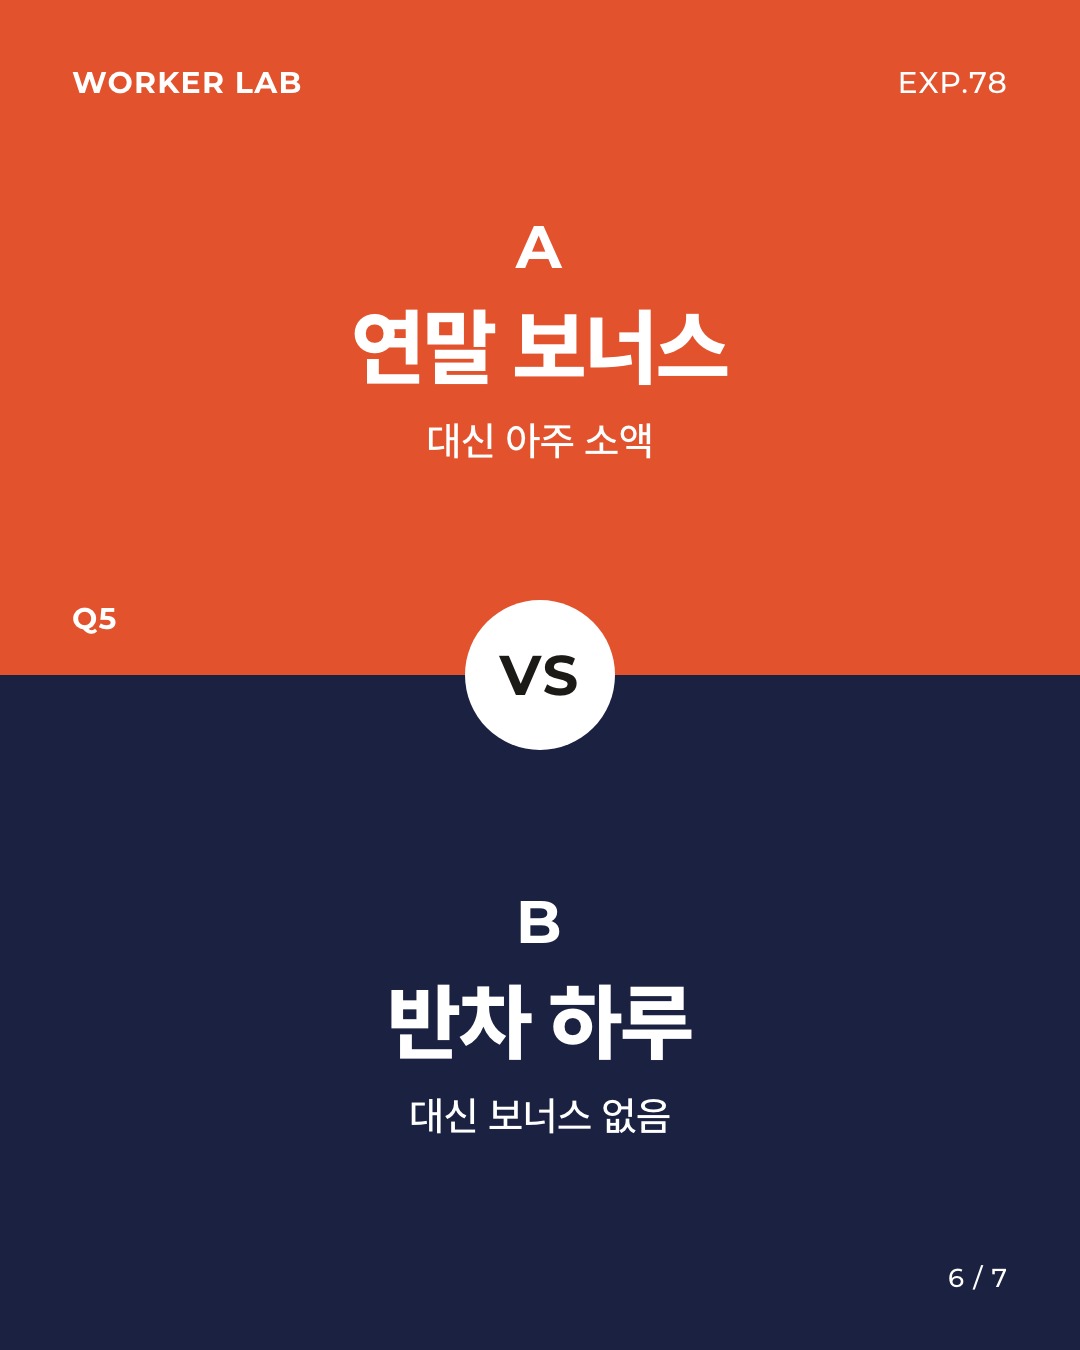 WORKER LAB
EXP.78
A
연말 보너스
대신 아주 소액
Q5
VS
B
반차 하루
대신 보너스 없음
6 / 7